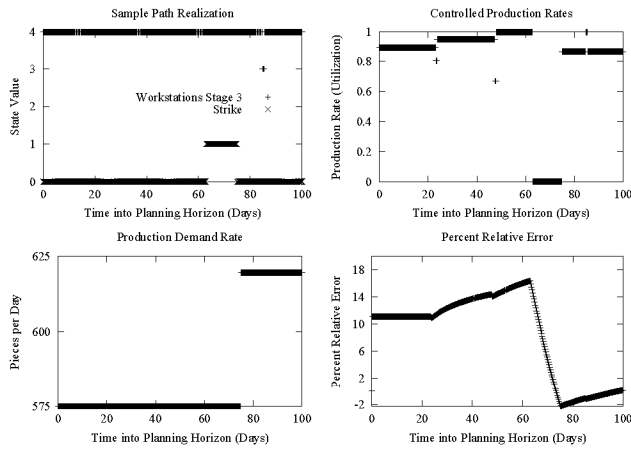 Sample Path Realization
State Value
4
3
2
1
0
Workstations Stage 3
Strike
0 20 40 60 80 100
Time into Planning Horizon (Days)
Controlled Production Rates
Production Rate (Utilization)
1
0.8
0.6
0.4
0.2
0
0 20 40 60 80 100
Time into Planning Horizon (Days)
Production Demand Rate
Pieces per Day
625
600
575
0 20 40 60 80 100
Time into Planning Horizon (Days)
Percent Relative Error
Percent Relative Error
18
14
10
6
2
-2
0 20 40 60 80 100
Time into Planning Horizon (Days)